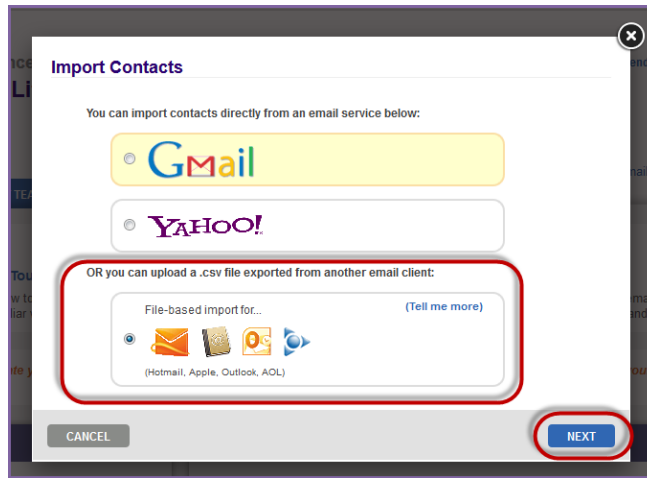 Import Contacts
You can import contacts directly from an email service below:
Gmail
YAHOO!
OR you can upload a .csv file exported from another email client:
File-based import for... (Tell me more)
(Hotmail, Apple, Outlook, AOL)
CANCEL NEXT